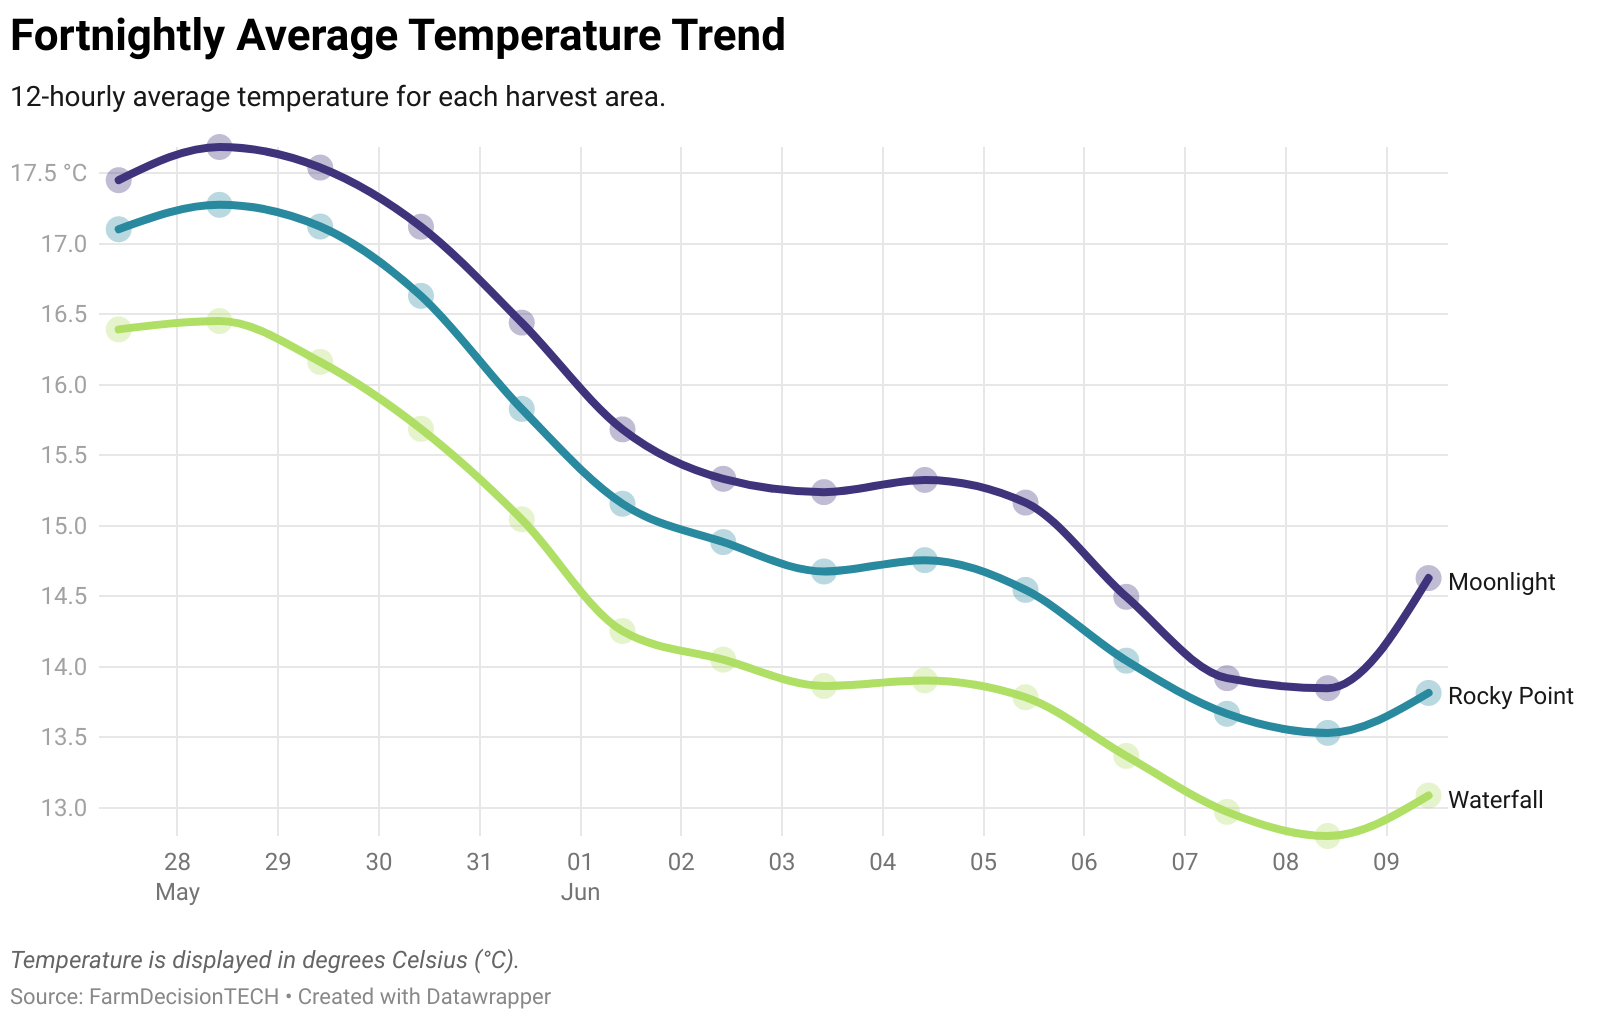 Fortnightly Average Temperature Trend
12-hourly average temperature for each harvest area.
17.5 °C
17.0
16.5
16.0
15.5
15.0
14.5
14.0
13.5
13.0
Moonlight
Rocky Point
Waterfall
28 29 30 31 01 02 03 04 05 06 07 08 09
May Jun
Temperature is displayed in degrees Celsius (°C).
Source: FarmDecisionTECH • Created with Datawrapper